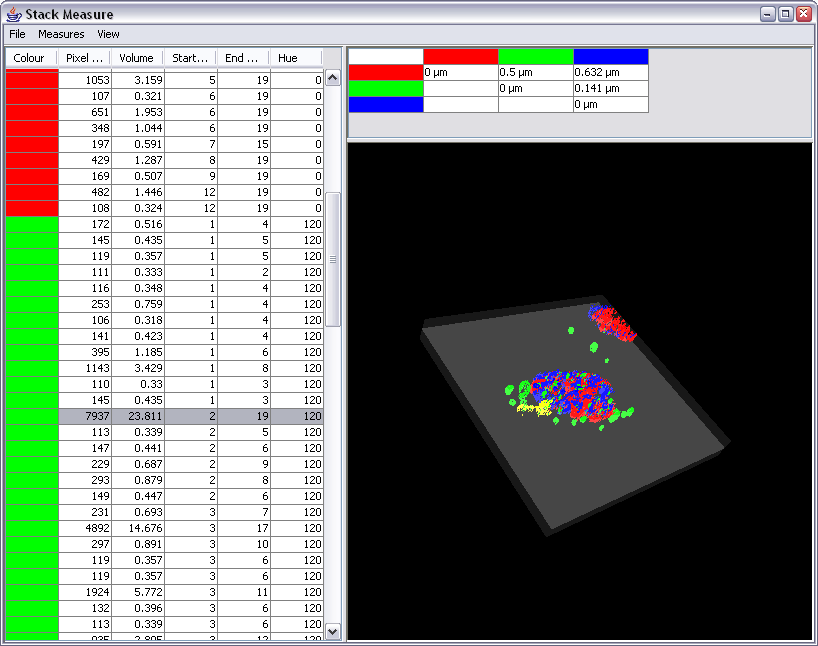 Stack Measure
File Measures View
Colour Pixel ... Volume Start... End ... Hue
1053 3.159 5 19 0
107 0.321 6 19 0
651 1.953 6 19 0
348 1.044 6 19 0
197 0.591 7 15 0
429 1.287 8 19 0
169 0.507 9 19 0
482 1.446 12 19 0
108 0.324 12 19 0
172 0.516 1 4 120
145 0.435 1 5 120
119 0.357 1 5 120
111 0.333 1 2 120
116 0.348 1 4 120
253 0.759 1 4 120
106 0.318 1 4 120
141 0.423 1 4 120
395 1.185 1 6 120
1143 3.429 1 8 120
110 0.33 1 3 120
145 0.435 1 3 120
7937 23.811 2 19 120
113 0.339 2 5 120
147 0.441 2 6 120
229 0.687 2 9 120
293 0.879 2 8 120
149 0.447 2 6 120
231 0.693 3 7 120
4892 14.676 3 17 120
297 0.891 3 10 120
119 0.357 3 6 120
119 0.357 3 6 120
1924 5.772 3 11 120
132 0.396 3 6 120
113 0.339 3 6 120
0 µm 0.5 µm 0.632 µm
0 µm 0.141 µm
0 µm